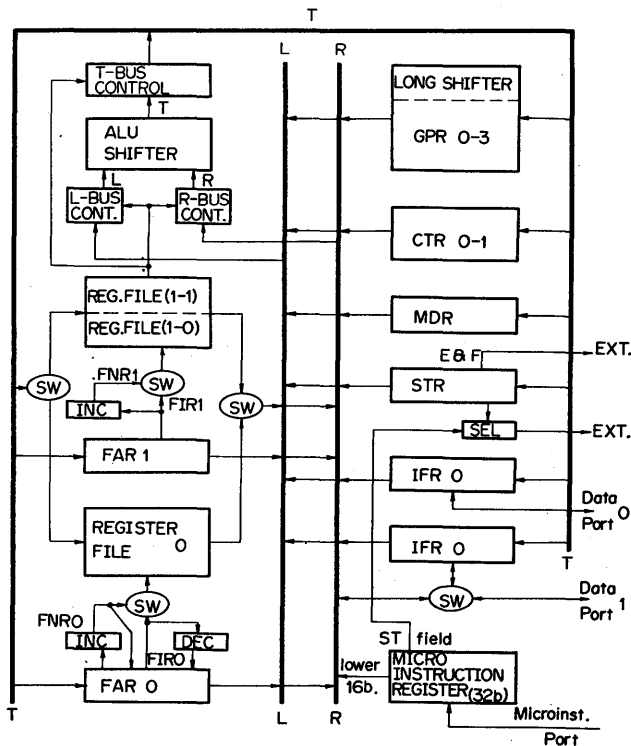 T
L
R
T-BUS
CONTROL
T
ALU
SHIFTER
L
R
L-BUS
CONT.
R-BUS
CONT.
REG.FILE(1-1)
REG.FILE(1-0)
SW
FNR1
SW
INC
FIR1
SW
FAR 1
REGISTER
FILE 0
SW
FNR0
INC
FIR0
DEC
FAR 0
T
L
R
LONG SHIFTER
GPR 0-3
CTR 0-1
MDR
E & F
EXT.
STR
SEL
EXT.
IFR 0
Data
Port 0
IFR 0
T
SW
Data
Port 1
ST field
lower
16b.
MICRO
INSTRUCTION
REGISTER(32b)
Microinst.
Port